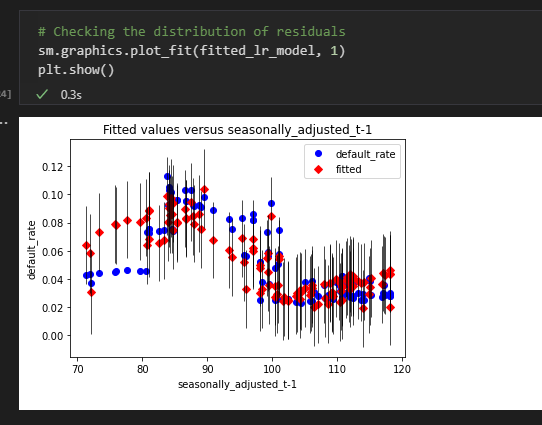 # Checking the distribution of residuals
sm.graphics.plot_fit(fitted_lr_model, 1)
plt.show()
4]
✓ 0.3s
...
Fitted values versus seasonally_adjusted_t-1
default_rate
fitted
0.12
0.10
0.08
0.06
0.04
0.02
0.00
default_rate
70 80 90 100 110 120
seasonally_adjusted_t-1